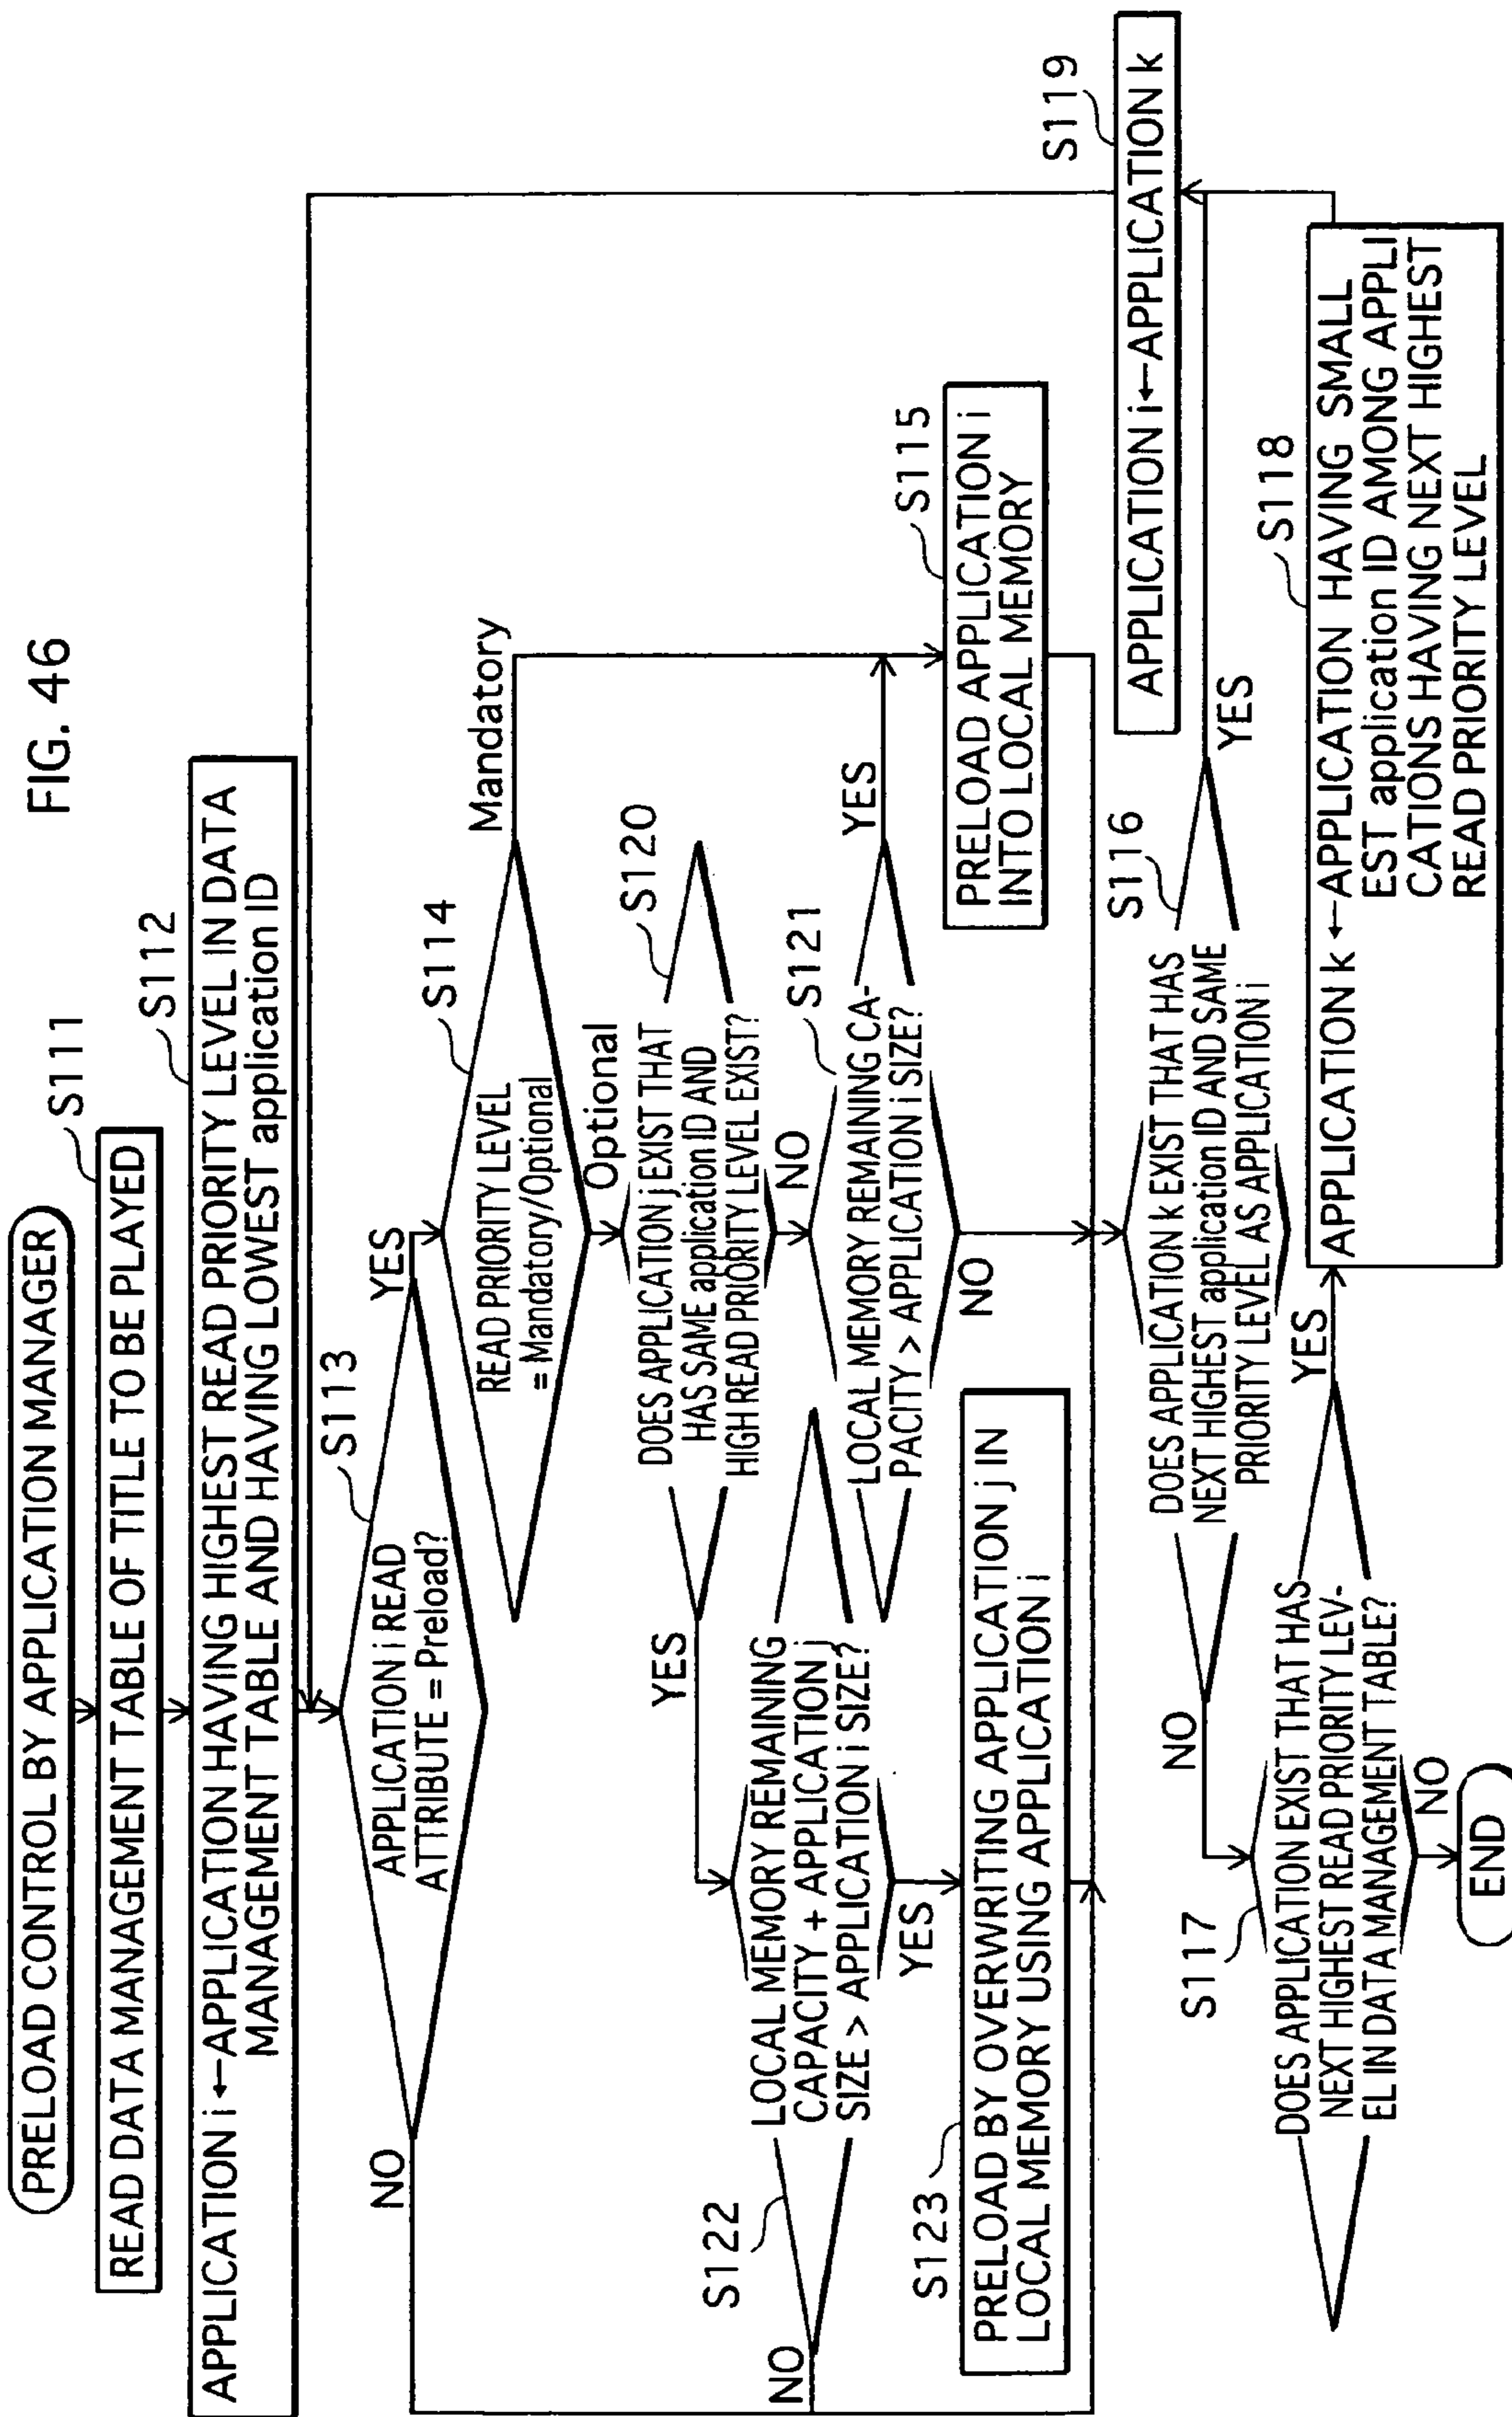 FIG. 46
PRELOAD CONTROL BY APPLICATION MANAGER
S111
READ DATA MANAGEMENT TABLE OF TITLE TO BE PLAYED
S112
APPLICATION i ←APPLICATION HAVING HIGHEST READ PRIORITY LEVEL IN DATA
MANAGEMENT TABLE AND HAVING LOWEST application ID
S113
APPLICATION i READ
ATTRIBUTE = Preload?
NO
YES
S114
READ PRIORITY LEVEL
= Mandatory/Optional
Mandatory
Optional
S120
DOES APPLICATION j EXIST THAT
HAS SAME application ID AND
HIGH READ PRIORITY LEVEL EXIST?
YES
NO
S122
LOCAL MEMORY REMAINING
CAPACITY + APPLICATION j
SIZE > APPLICATION i SIZE?
NO
YES
S121
LOCAL MEMORY REMAINING CA-
PACITY > APPLICATION i SIZE?
YES
NO
S123
PRELOAD BY OVERWRITING APPLICATION j IN
LOCAL MEMORY USING APPLICATION i
S115
PRELOAD APPLICATION i
INTO LOCAL MEMORY
S119
APPLICATION i←APPLICATION k
S116
DOES APPLICATION k EXIST THAT HAS
NEXT HIGHEST application ID AND SAME
PRIORITY LEVEL AS APPLICATION i
NO
YES
S117
DOES APPLICATION EXIST THAT HAS
NEXT HIGHEST READ PRIORITY LEV-
EL IN DATA MANAGEMENT TABLE?
YES
NO
S118
APPLICATION k ←APPLICATION HAVING SMALL
EST application ID AMONG APPLI
CATIONS HAVING NEXT HIGHEST
READ PRIORITY LEVEL
END